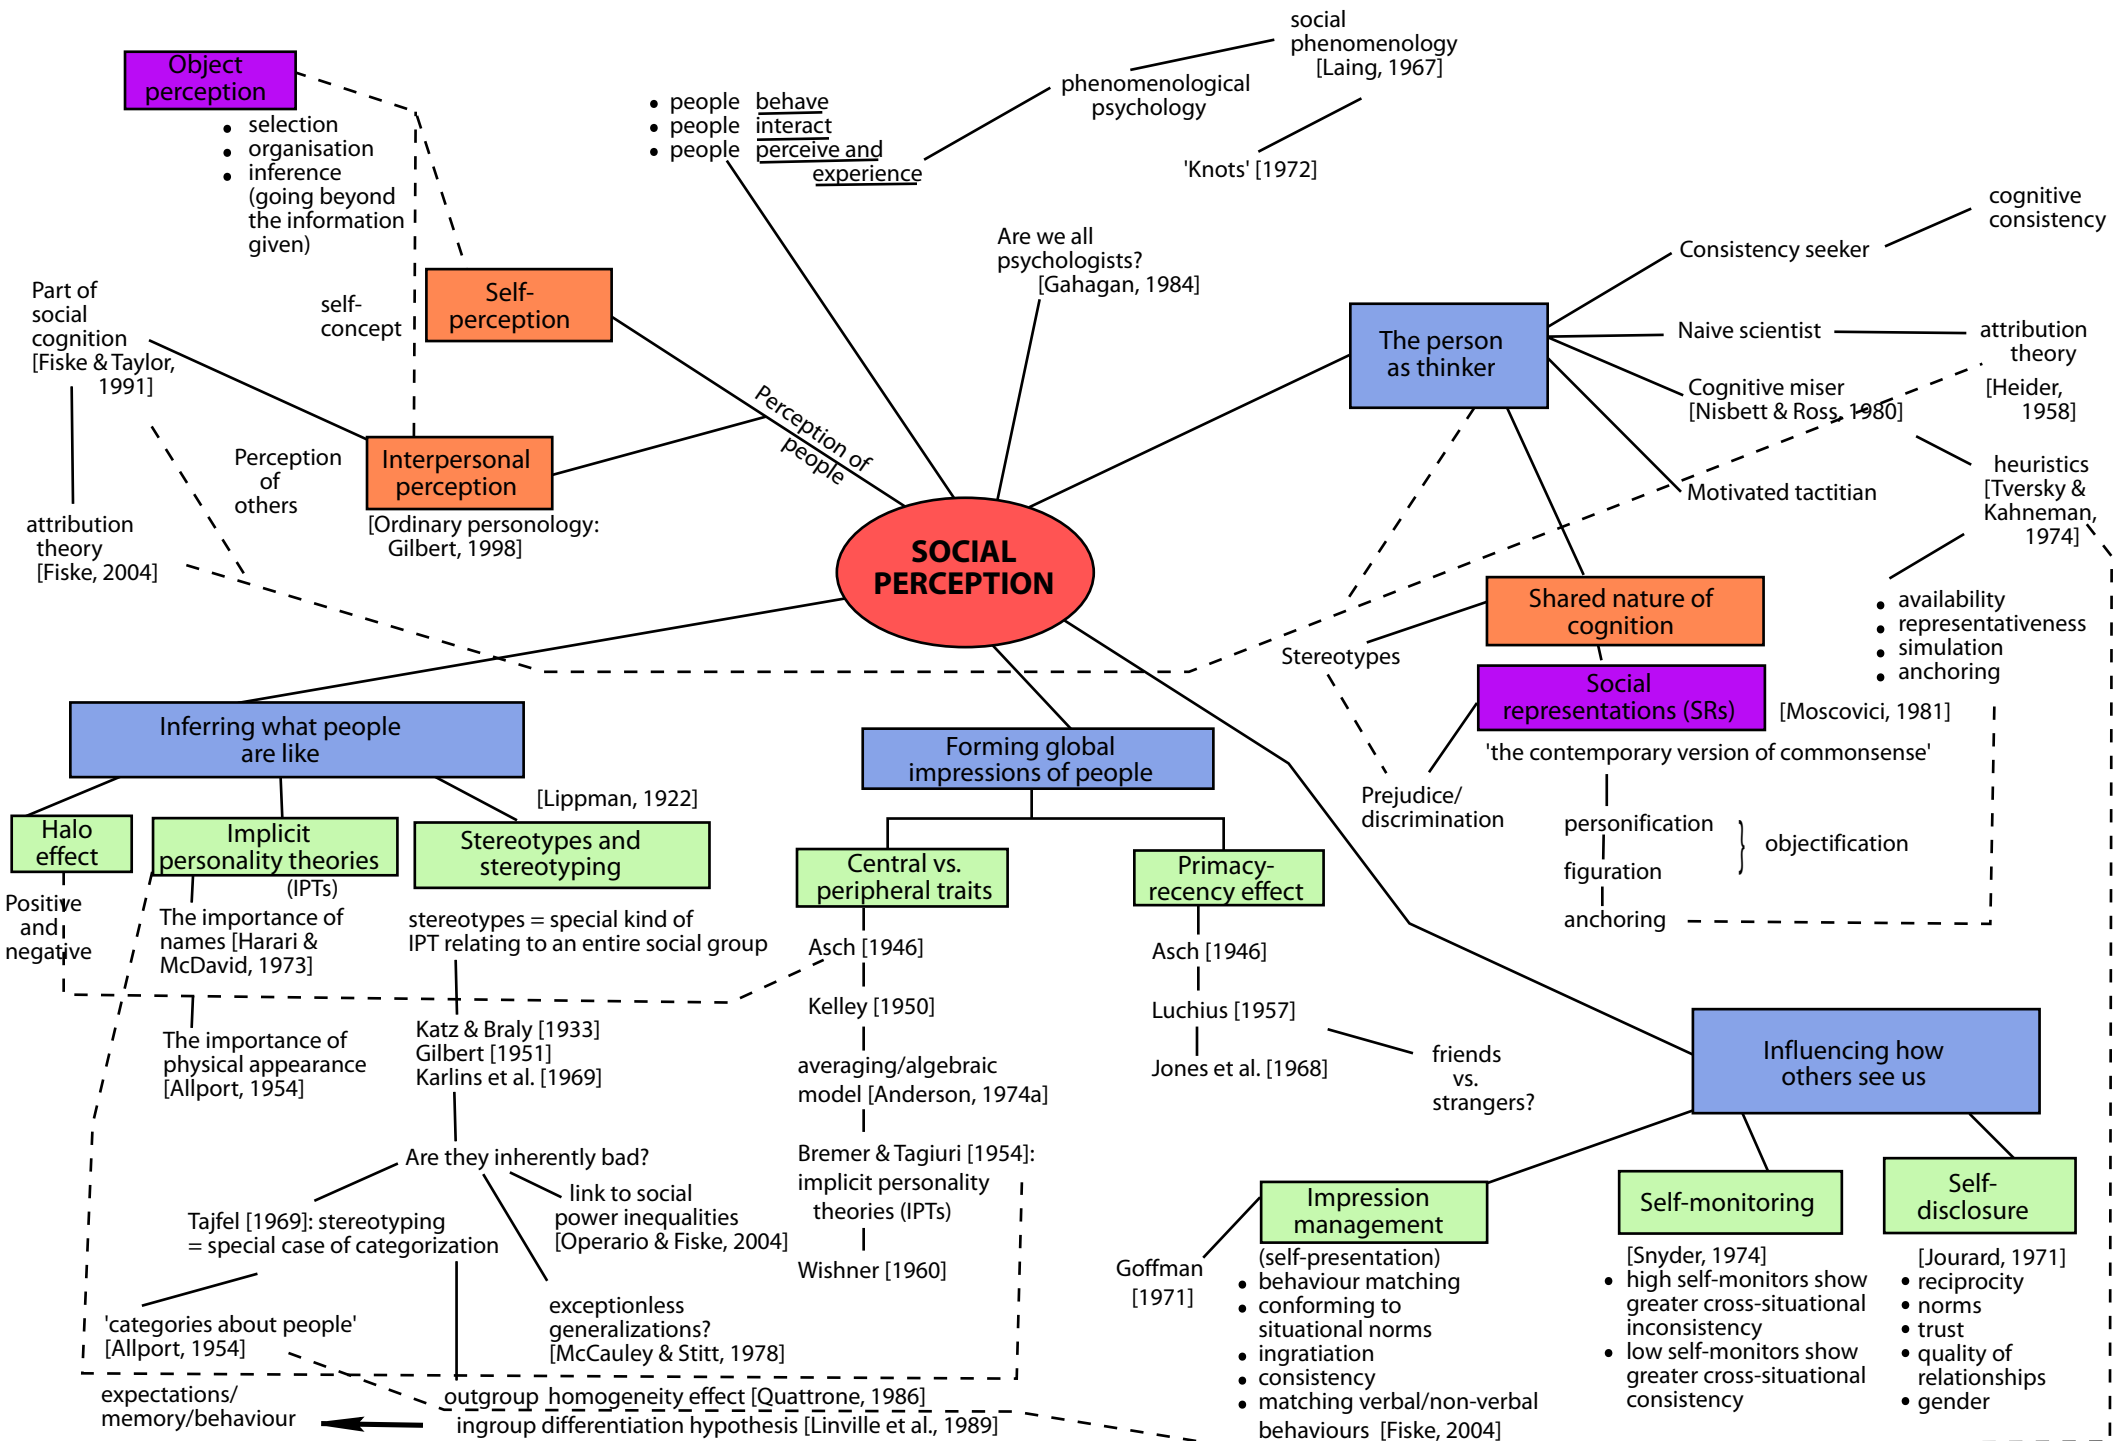 Object
perception
• selection
• organisation
• inference
(going beyond
the information
given)
• people behave
• people interact
• people perceive and
experience
phenomenological
psychology
social
phenomenology
[Laing, 1967]
'Knots' [1972]
Are we all
psychologists?
[Gahagan, 1984]
Self-
perception
self-
concept
Part of
social
cognition
[Fiske & Taylor,
1991]
Perception
of
others
Interpersonal
perception
[Ordinary personology:
Gilbert, 1998]
attribution
theory
[Fiske, 2004]
Perception of
people
SOCIAL
PERCEPTION
The person
as thinker
Consistency seeker
cognitive
consistency
Naive scientist
attribution
theory
[Heider,
1958]
Cognitive miser
[Nisbett & Ross, 1980]
Motivated tactitian
heuristics
[Tversky &
Kahneman,
1974]
• availability
• representativeness
• simulation
• anchoring
Shared nature of
cognition
Stereotypes
Social
representations (SRs)
[Moscovici, 1981]
'the contemporary version of commonsense'
Prejudice/
discrimination
personification
figuration
} objectification
anchoring
Inferring what people
are like
Halo
effect
Positive
and
negative
Implicit
personality theories
(IPTs)
The importance of
names [Harari &
McDavid, 1973]
The importance of
physical appearance
[Allport, 1954]
[Lippman, 1922]
Stereotypes and
stereotyping
stereotypes = special kind of
IPT relating to an entire social group
Katz & Braly [1933]
Gilbert [1951]
Karlins et al. [1969]
Are they inherently bad?
Tajfel [1969]: stereotyping
= special case of categorization
link to social
power inequalities
[Operario & Fiske, 2004]
'categories about people'
[Allport, 1954]
exceptionless
generalizations?
[McCauley & Stitt, 1978]
expectations/
memory/behaviour
outgroup homogeneity effect [Quattrone, 1986]
ingroup differentiation hypothesis [Linville et al., 1989]
Forming global
impressions of people
Central vs.
peripheral traits
Asch [1946]
Kelley [1950]
averaging/algebraic
model [Anderson, 1974a]
Bremer & Tagiuri [1954]:
implicit personality
theories (IPTs)
Wishner [1960]
Primacy-
recency effect
Asch [1946]
Luchius [1957]
Jones et al. [1968]
friends
vs.
strangers?
Influencing how
others see us
Impression
management
(self-presentation)
• behaviour matching
• conforming to
situational norms
• ingratiation
• consistency
• matching verbal/non-verbal
behaviours [Fiske, 2004]
Goffman
[1971]
Self-monitoring
[Snyder, 1974]
• high self-monitors show
greater cross-situational
inconsistency
• low self-monitors show
greater cross-situational
consistency
Self-
disclosure
[Jourard, 1971]
• reciprocity
• norms
• trust
• quality of
relationships
• gender